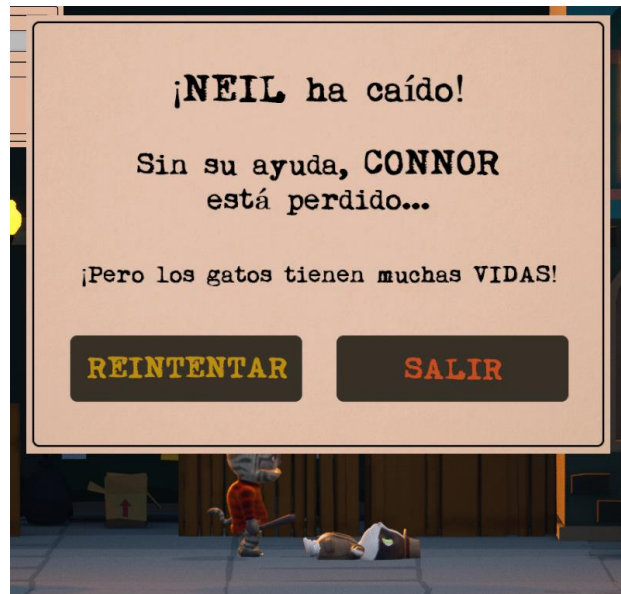 ¡NEIL ha caído!
Sin su ayuda, CONNOR
está perdido...
¡Pero los gatos tienen muchas VIDAS!
REINTENTAR
SALIR